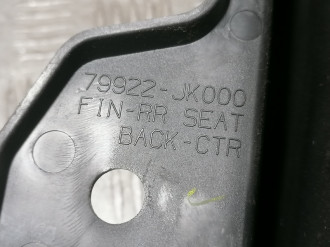 79922-JK000
FIN-RR SEAT
BACK-CTR